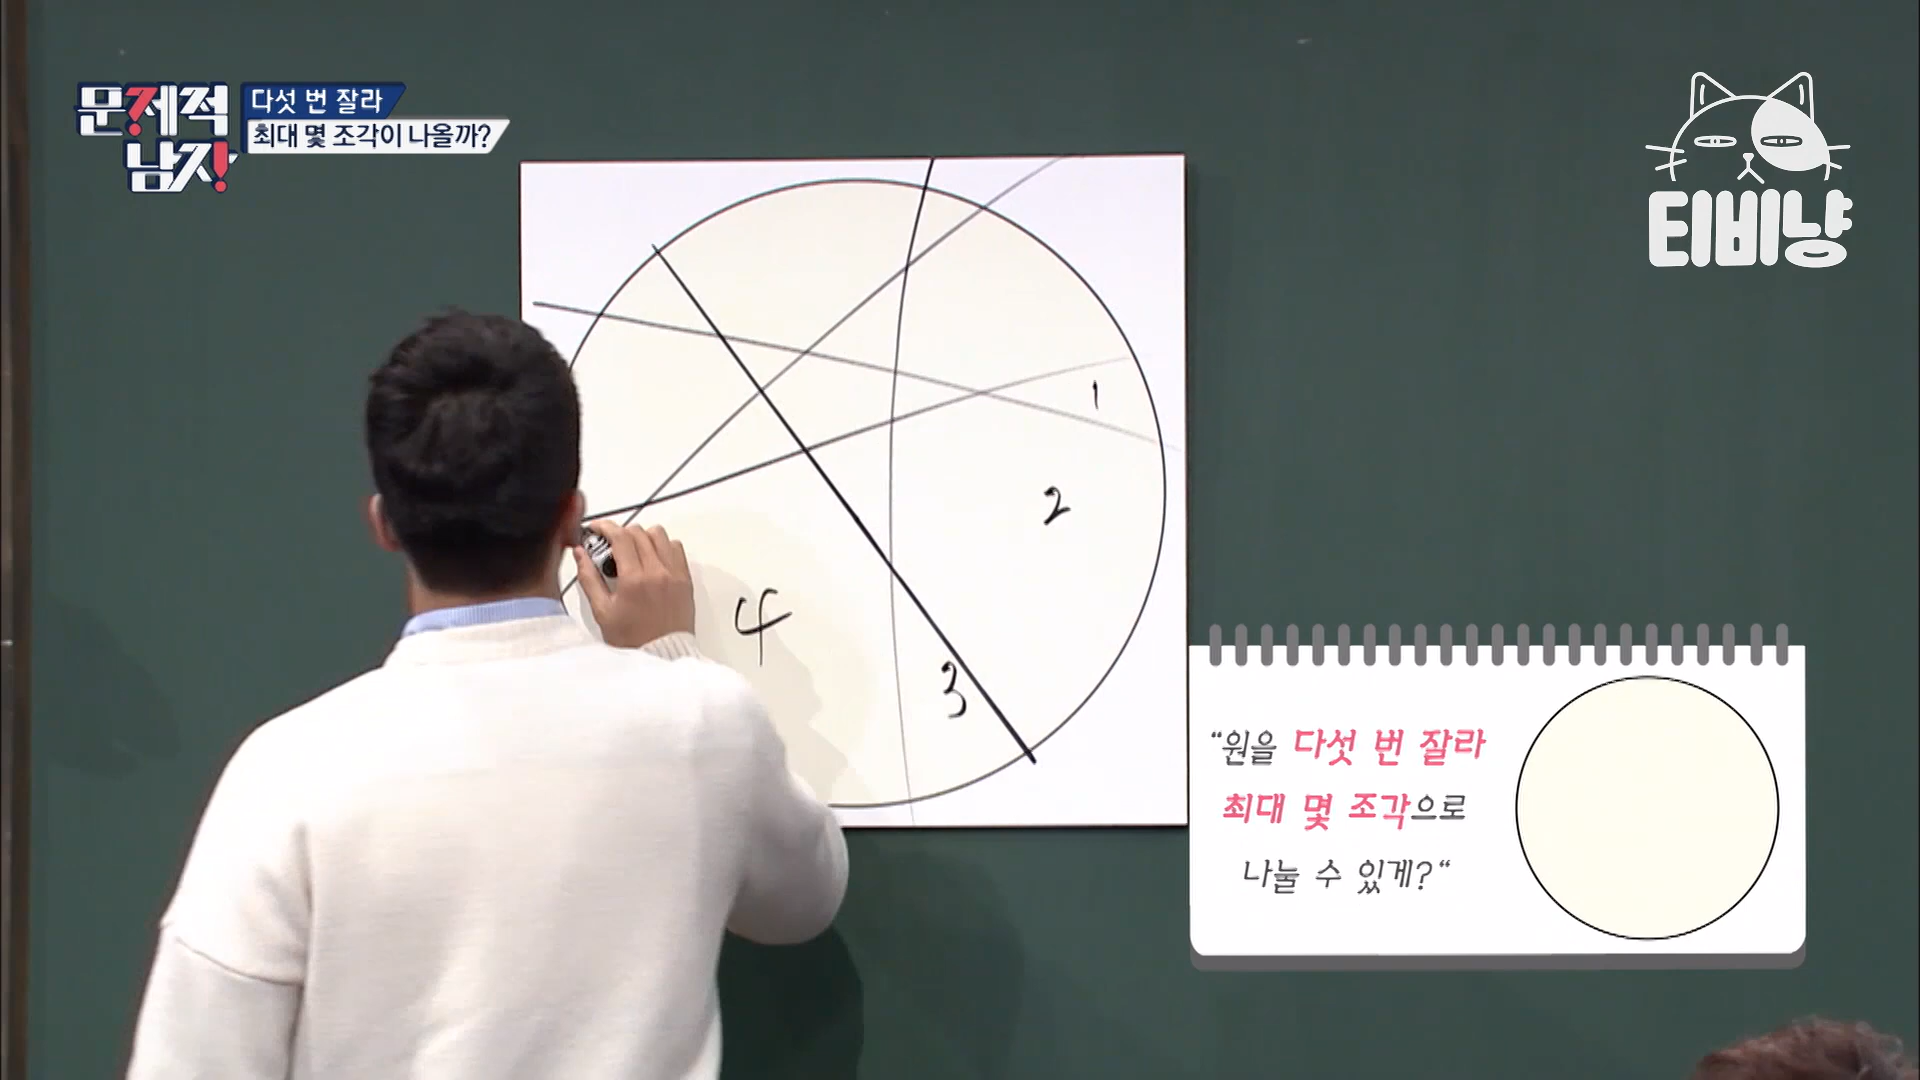 문제적
남자!
다섯 번 잘라
최대 몇 조각이 나올까?
티비냥
1
2
3
4
“원을 다섯 번 잘라
최대 몇 조각으로
나눌 수 있게?“